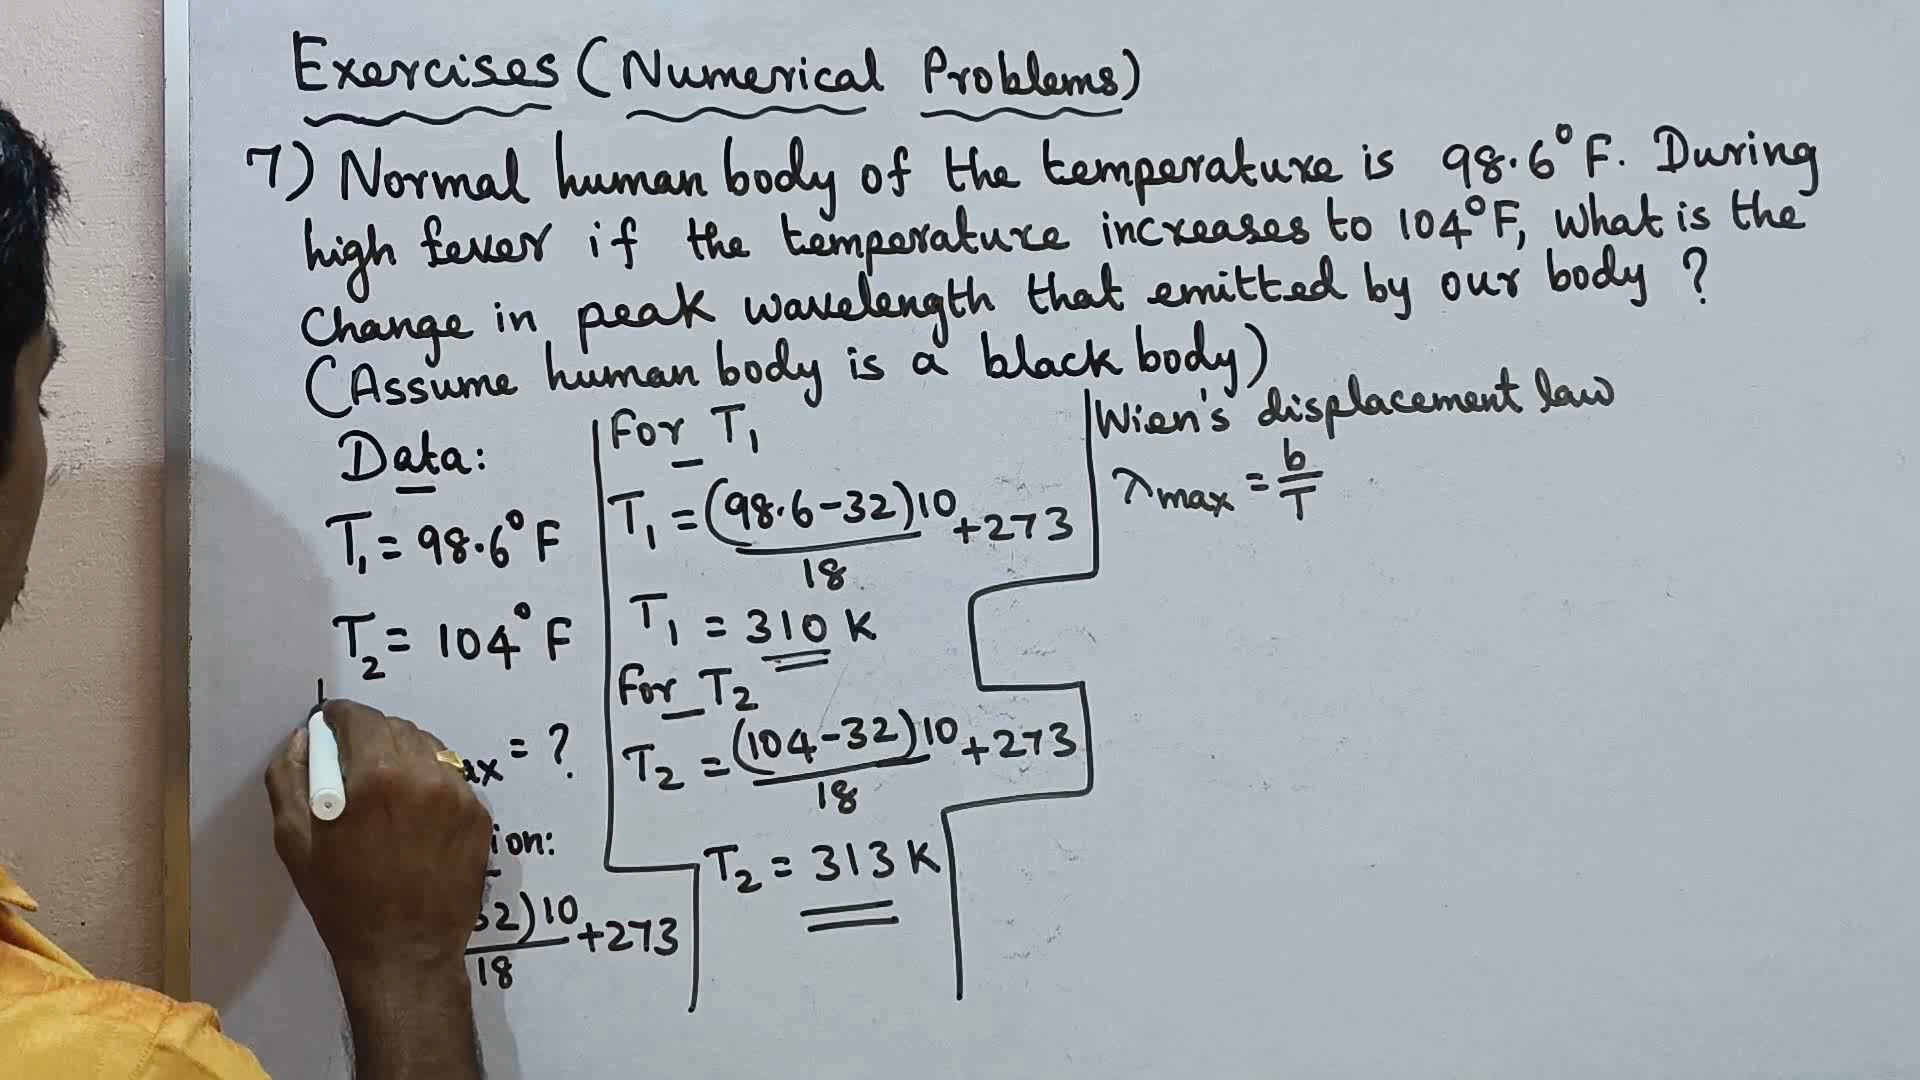 Exercises (Numerical Problems)
7) Normal human body of the temperature is 98.6°F. During
high fever if the temperature increases to 104°F, what is the
change in peak wavelength that emitted by our body ?
(Assume human body is a black body)
Data:
T₁ = 98.6°F
T₂ = 104°F
ax = ?
ion:
32)10
+273
18
For T₁
T₁ = (98.6-32)10
+273
18
T₁ = 310 K
For T₂
T₂ = (104-32)10
+273
18
T₂ = 313 K
Wien's displacement law
λmax = b
T